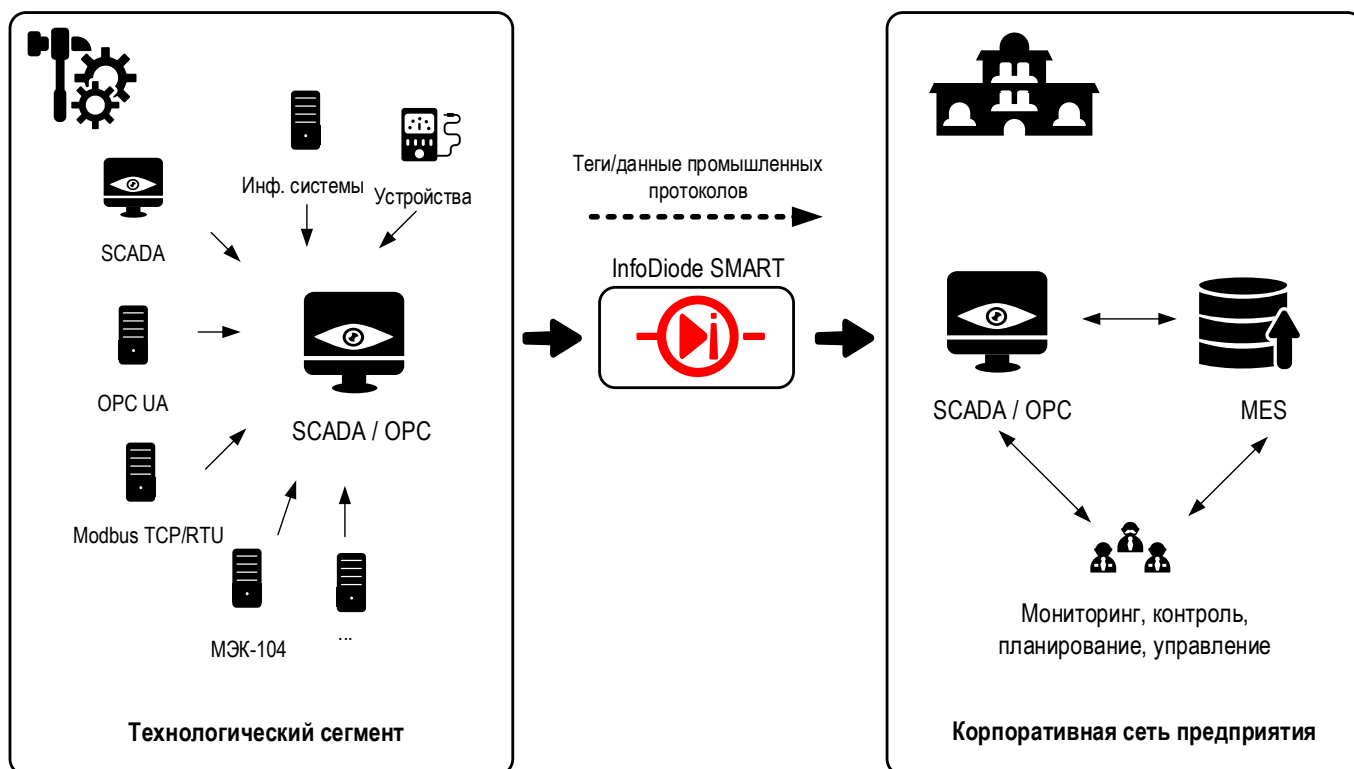 Инф. системы
Устройства
SCADA
OPC UA
SCADA / OPC
Modbus TCP/RTU
МЭК-104
...
Технологический сегмент
Теги/данные промышленных
протоколов
InfoDiode SMART
SCADA / OPC
MES
Мониторинг, контроль,
планирование, управление
Корпоративная сеть предприятия